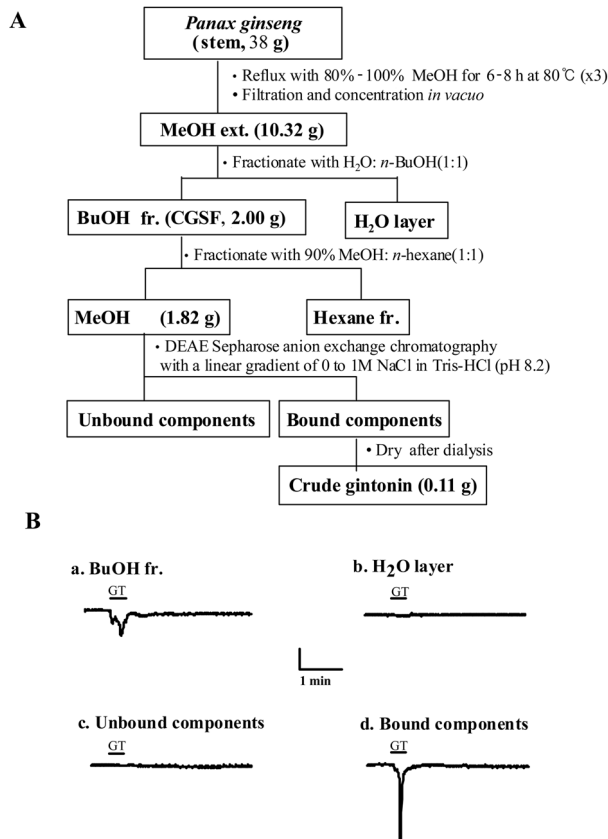 A
Panax ginseng
(stem, 38 g)
• Reflux with 80%-100% MeOH for 6-8 h at 80℃ (x3)
• Filtration and concentration in vacuo
MeOH ext. (10.32 g)
• Fractionate with H2O: n-BuOH(1:1)
BuOH fr. (CGSF, 2.00 g)
H2O layer
• Fractionate with 90% MeOH: n-hexane(1:1)
MeOH (1.82 g)
Hexane fr.
• DEAE Sepharose anion exchange chromatography
with a linear gradient of 0 to 1M NaCl in Tris-HCl (pH 8.2)
Unbound components
Bound components
• Dry after dialysis
Crude gintonin (0.11 g)
B
a. BuOH fr.
GT
b. H2O layer
GT
1 min
c. Unbound components
GT
d. Bound components
GT